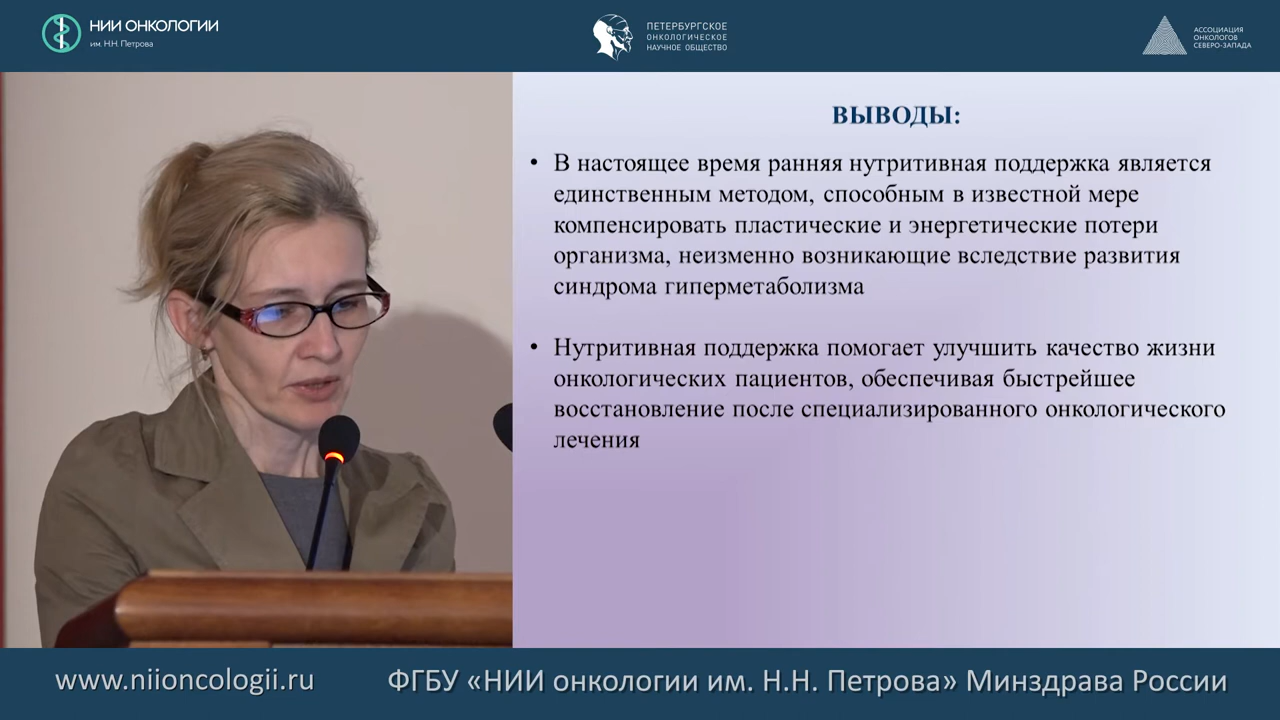 НИИ ОНКОЛОГИИ
им. Н.Н. Петрова
ПЕТЕРБУРГСКОЕ
ОНКОЛОГИЧЕСКОЕ
НАУЧНОЕ ОБЩЕСТВО
АССОЦИАЦИЯ
ОНКОЛОГОВ
СЕВЕРО-ЗАПАДА
ВЫВОДЫ:
• В настоящее время ранняя нутритивная поддержка является
единственным методом, способным в известной мере
компенсировать пластические и энергетические потери
организма, неизменно возникающие вследствие развития
синдрома гиперметаболизма
• Нутритивная поддержка помогает улучшить качество жизни
онкологических пациентов, обеспечивая быстрейшее
восстановление после специализированного онкологического
лечения
www.niioncologii.ru
ФГБУ «НИИ онкологии им. Н.Н. Петрова» Минздрава России